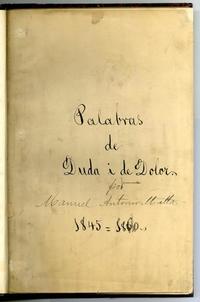 Palabras
de
Duda i de Dolor.
por
Manuel Antonio Matta
1845 = 1860.